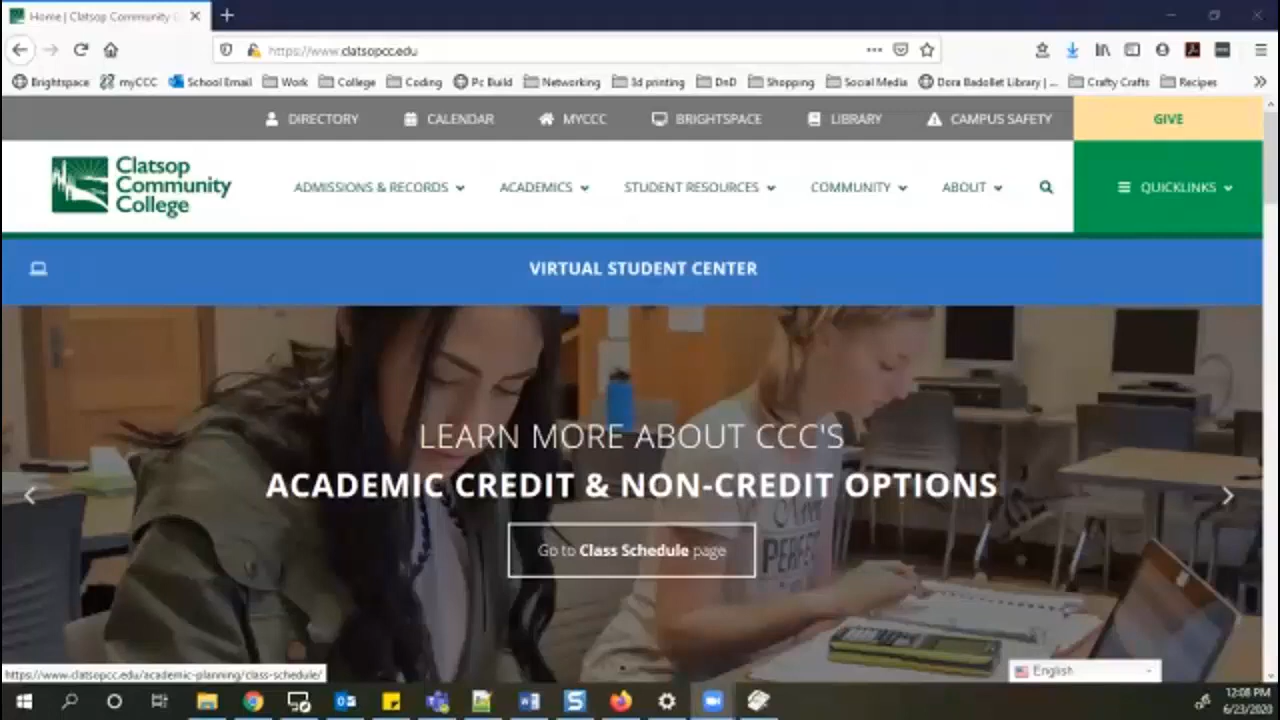 Home | Clatsop Community C
https://www.clatsopcc.edu
Brightspace myCCC School Email Work College Coding Pc Build Networking 3d printing DnD Shopping Social Media Dora Badollet Library | ... Crafty Crafts Recipes
DIRECTORY CALENDAR MYCCC BRIGHTSPACE LIBRARY CAMPUS SAFETY GIVE
Clatsop
Community
College
ADMISSIONS & RECORDS ACADEMICS STUDENT RESOURCES COMMUNITY ABOUT QUICKLINKS
VIRTUAL STUDENT CENTER
LEARN MORE ABOUT CCC'S
ACADEMIC CREDIT & NON-CREDIT OPTIONS
Go to Class Schedule page
PERFE
https://www.clatsopcc.edu/academic-planning/class-schedule/
English
12:08 PM
6/23/2020